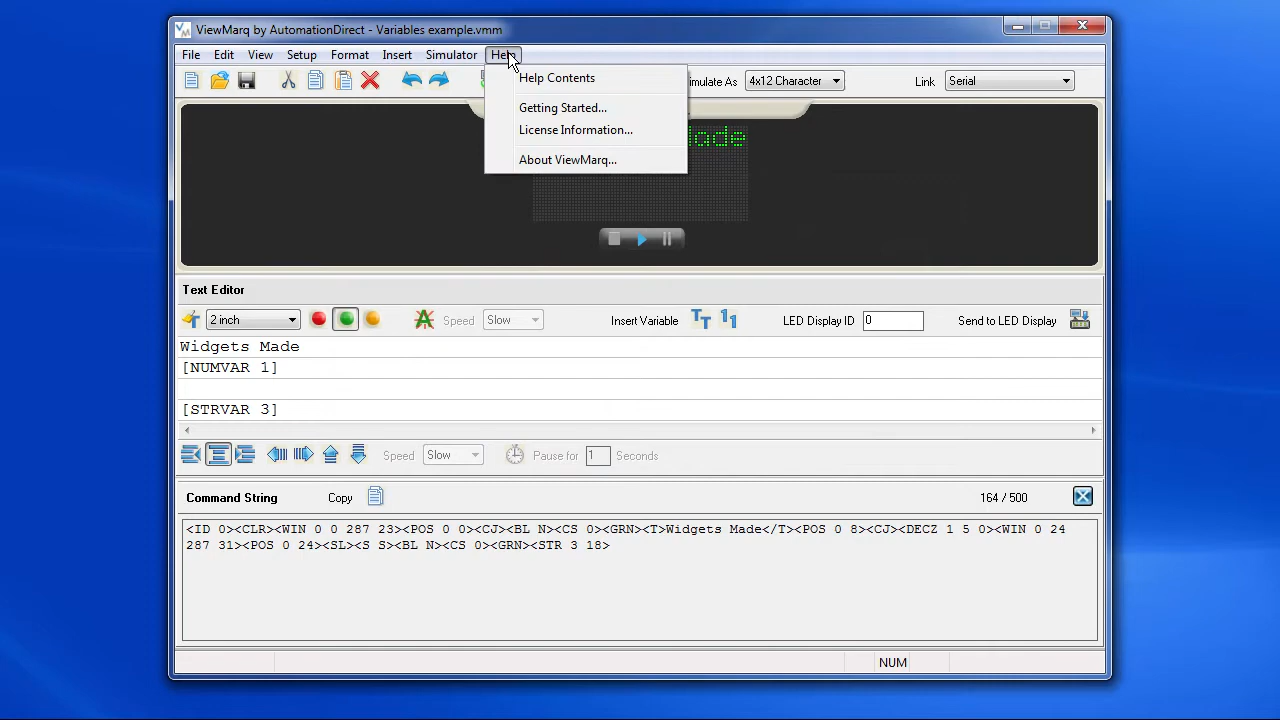 ViewMarq by AutomationDirect - Variables example.vmm
File Edit View Setup Format Insert Simulator Help
Help Contents
Getting Started...
License Information...
About ViewMarq...
4x12 Character
Link Serial
Text Editor
2 inch Speed Slow Insert Variable LED Display ID 0 Send to LED Display
Widgets Made
[NUMVAR 1]
[STRVAR 3]
Speed Slow Pause for 1 Seconds
Command String Copy 164 / 500
<ID 0><CLR><WIN 0 0 287 23><POS 0 0><CJ><BL N><CS 0><GRN><T>Widgets Made</T><POS 0 8><CJ><DECZ 1 5 0><WIN 0 24
287 31><POS 0 24><SL><S S><BL N><CS 0><GRN><STR 3 18>
NUM